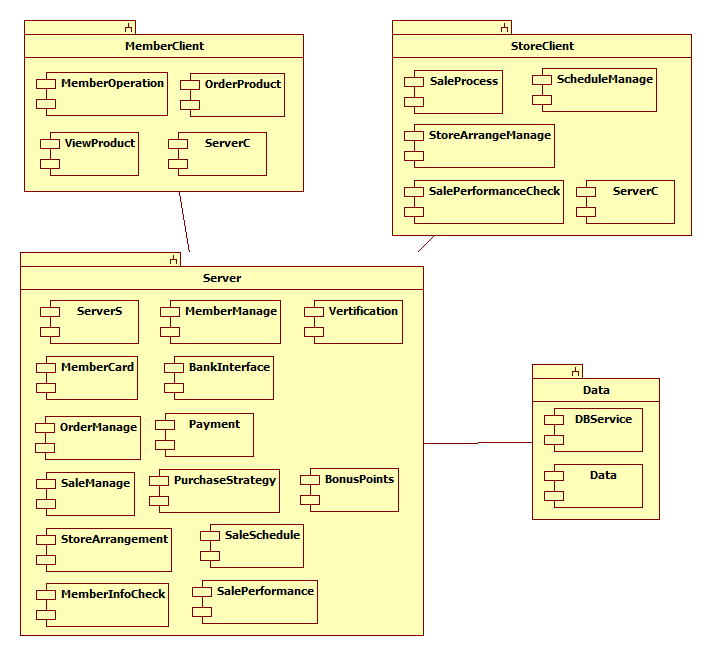 MemberClient
MemberOperation
OrderProduct
ViewProduct
ServerC
StoreClient
SaleProcess
ScheduleManage
StoreArrangeManage
SalePerformanceCheck
ServerC
Server
ServerS
MemberManage
Vertification
MemberCard
BankInterface
OrderManage
Payment
SaleManage
PurchaseStrategy
BonusPoints
StoreArrangement
SaleSchedule
MemberInfoCheck
SalePerformance
Data
DBService
Data